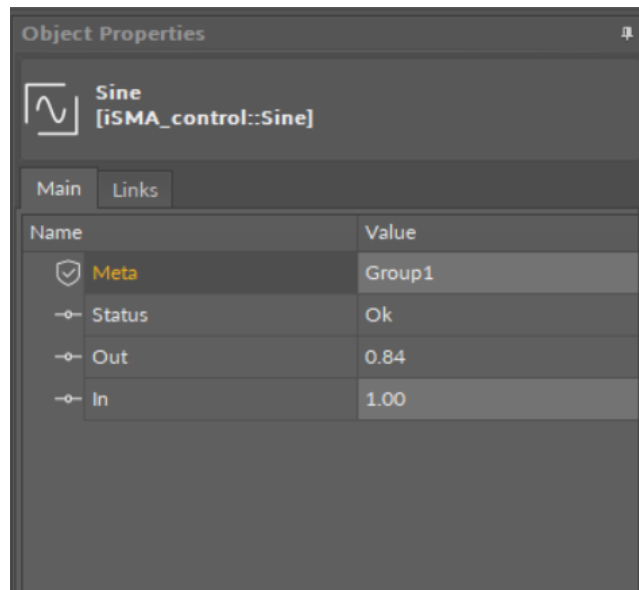 Object Properties
Sine
[iSMA_control::Sine]
Main Links
Name Value
Meta Group1
Status Ok
Out 0.84
In 1.00